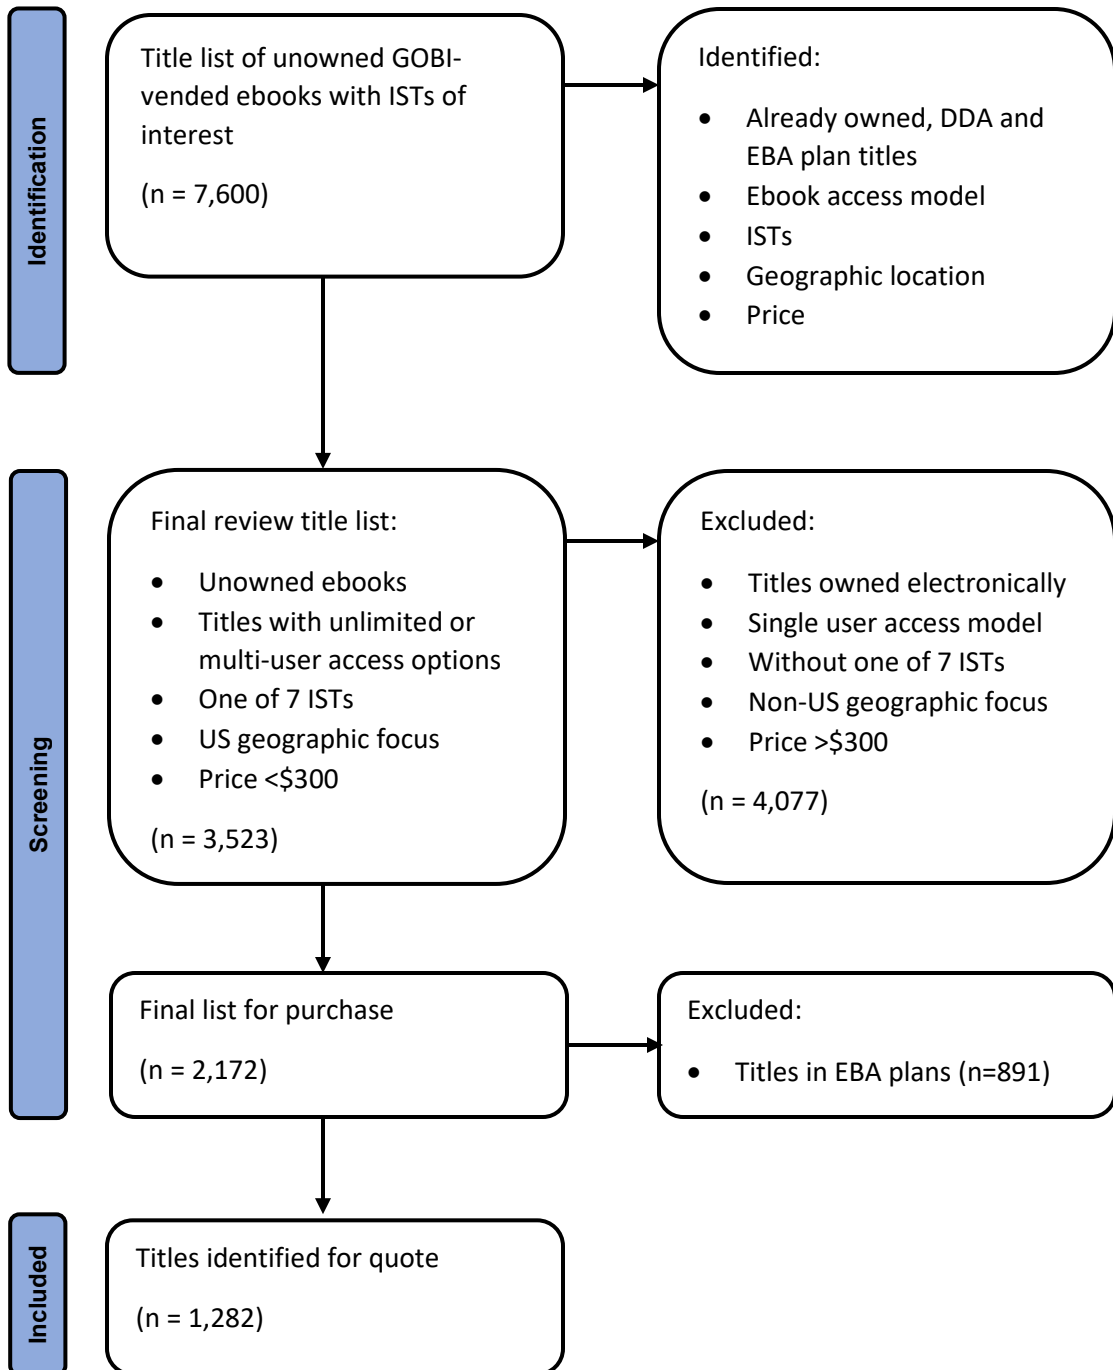 Identification
Title list of unowned GOBI-
vended ebooks with ISTs of
interest
(n = 7,600)
Identified:
• Already owned, DDA and
EBA plan titles
• Ebook access model
• ISTs
• Geographic location
• Price
Screening
Final review title list:
• Unowned ebooks
• Titles with unlimited or
multi-user access options
• One of 7 ISTs
• US geographic focus
• Price <$300
(n = 3,523)
Excluded:
• Titles owned electronically
• Single user access model
• Without one of 7 ISTs
• Non-US geographic focus
• Price >$300
(n = 4,077)
Final list for purchase
(n = 2,172)
Excluded:
• Titles in EBA plans (n=891)
Included
Titles identified for quote
(n = 1,282)